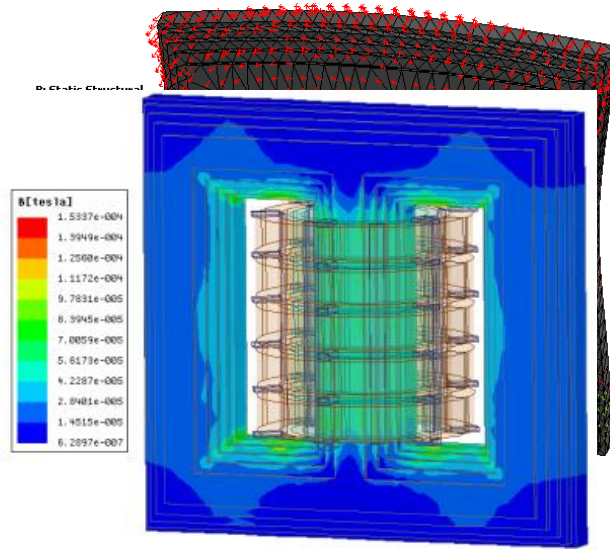 B: Static Structural
B[tesla]
1.5337e-004
1.3949e-004
1.2560e-004
1.1172e-004
9.7831e-005
8.3945e-005
7.0059e-005
5.6173e-005
4.2287e-005
2.8401e-005
1.4515e-005
6.2897e-007